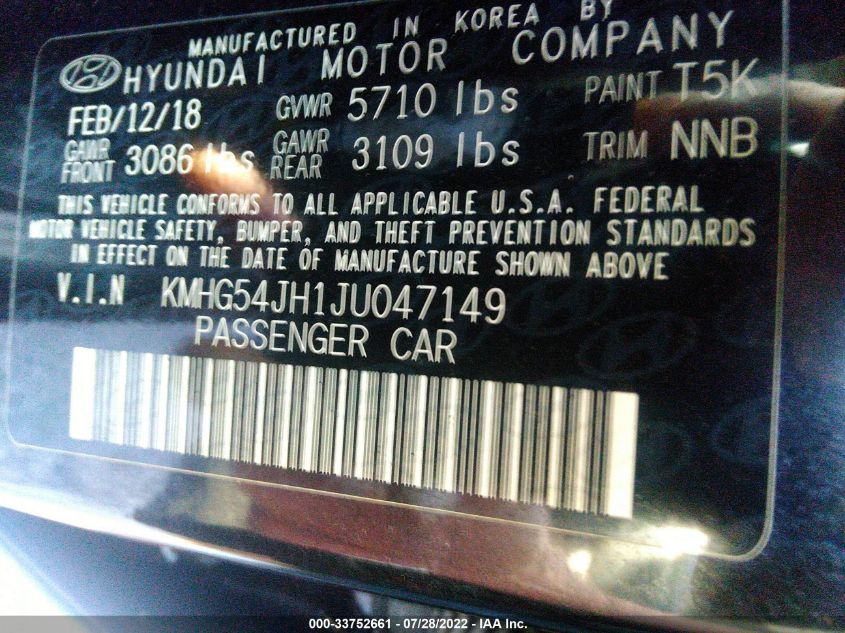 MANUFACTURED IN KOREA BY
HYUNDAI MOTOR COMPANY
FEB/12/18 GVWR 5710 lbs PAINT T5K
GAWR FRONT 3086 lbs GAWR REAR 3109 lbs TRIM NNB
THIS VEHICLE CONFORMS TO ALL APPLICABLE U.S.A. FEDERAL
MOTOR VEHICLE SAFETY, BUMPER, AND THEFT PREVENTION STANDARDS
IN EFFECT ON THE DATE OF MANUFACTURE SHOWN ABOVE
V.I.N KMHG54JH1JU047149
PASSENGER CAR
000-33752661 - 07/28/2022 - IAA Inc.